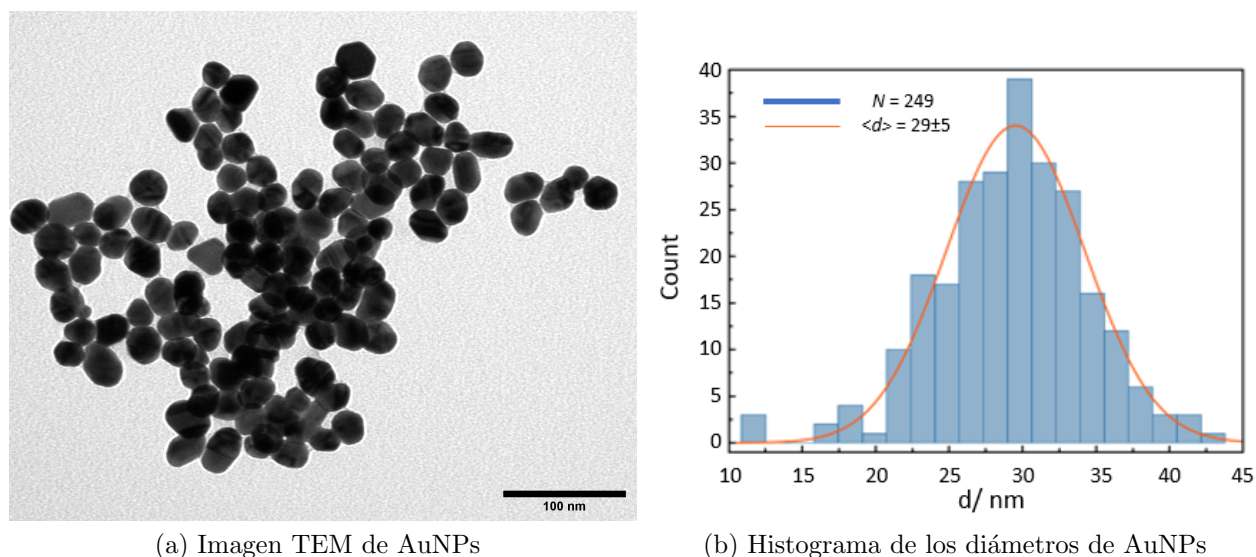 100 nm
(a) Imagen TEM de AuNPs
40
35
30
25
20
15
10
5
0
Count
N = 249
<d> = 29±5
10 15 20 25 30 35 40 45
d/ nm
(b) Histograma de los diámetros de AuNPs